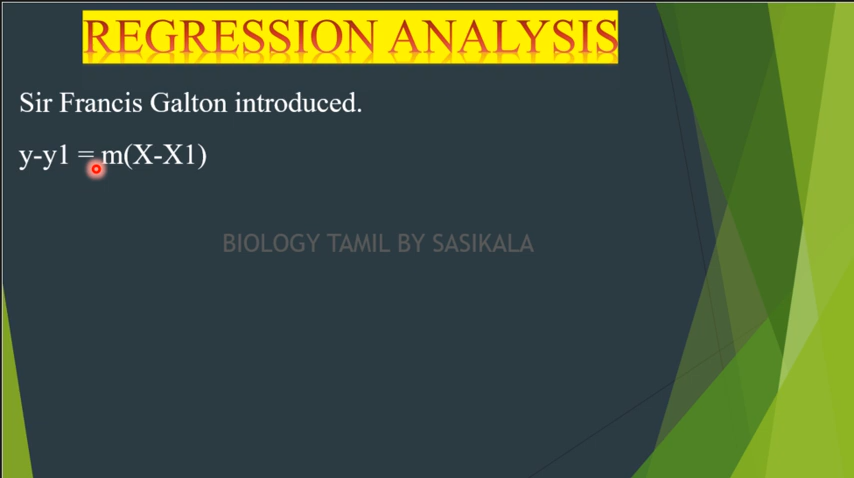 REGRESSION ANALYSIS
Sir Francis Galton introduced.
y-y1 = m(X-X1)
BIOLOGY TAMIL BY SASIKALA